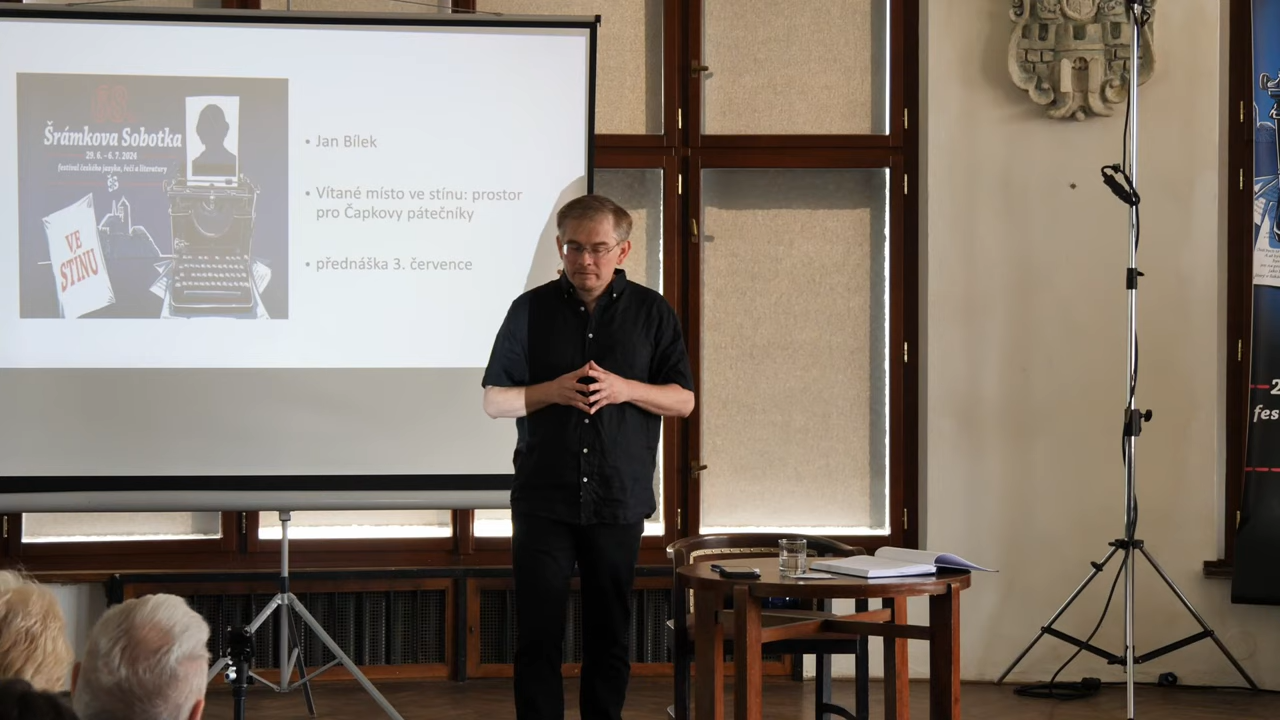 Šrámkova Sobotka
29. 6. - 6. 7. 2024
festival českého jazyka, řeči a literatury
VE
STÍNU
• Jan Bílek
• Vítané místo ve stínu: prostor
pro Čapkovy pátečníky
• přednáška 3. července
2
fes